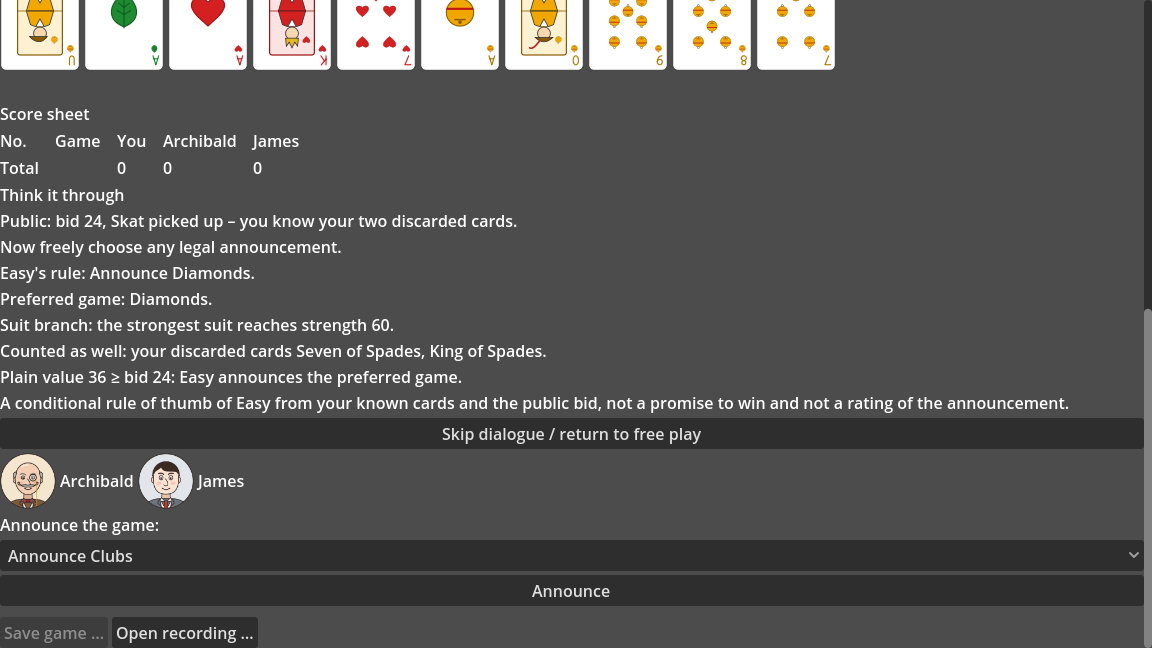 U A A K 7 A O 9 8 7
Score sheet
No. Game You Archibald James
Total 0 0 0
Think it through
Public: bid 24, Skat picked up – you know your two discarded cards.
Now freely choose any legal announcement.
Easy's rule: Announce Diamonds.
Preferred game: Diamonds.
Suit branch: the strongest suit reaches strength 60.
Counted as well: your discarded cards Seven of Spades, King of Spades.
Plain value 36 ≥ bid 24: Easy announces the preferred game.
A conditional rule of thumb of Easy from your known cards and the public bid, not a promise to win and not a rating of the announcement.
Skip dialogue / return to free play
Archibald James
Announce the game:
Announce Clubs
Announce
Save game ... Open recording ...